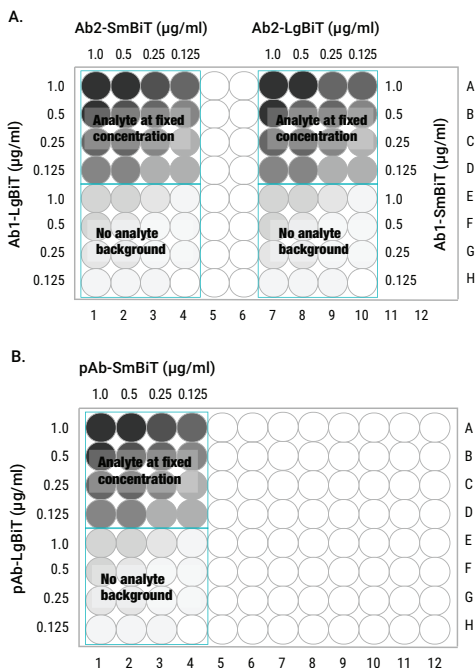 A.
Ab2-SmBiT (µg/ml)
Ab2-LgBiT (µg/ml)
1.0 0.5 0.25 0.125
1.0 0.5 0.25 0.125
Ab1-LgBiT (µg/ml)
1.0
0.5
0.25
0.125
1.0
0.5
0.25
0.125
Analyte at fixed
concentration
No analyte
background
Analyte at fixed
concentration
No analyte
background
1.0
0.5
0.25
0.125
1.0
0.5
0.25
0.125
Ab1-SmBiT (µg/ml)
A
B
C
D
E
F
G
H
1 2 3 4 5 6 7 8 9 10 11 12
B.
pAb-SmBiT (µg/ml)
1.0 0.5 0.25 0.125
pAb-LgBiT (µg/ml)
1.0
0.5
0.25
0.125
1.0
0.5
0.25
0.125
Analyte at fixed
concentration
No analyte
background
A
B
C
D
E
F
G
H
1 2 3 4 5 6 7 8 9 10 11 12